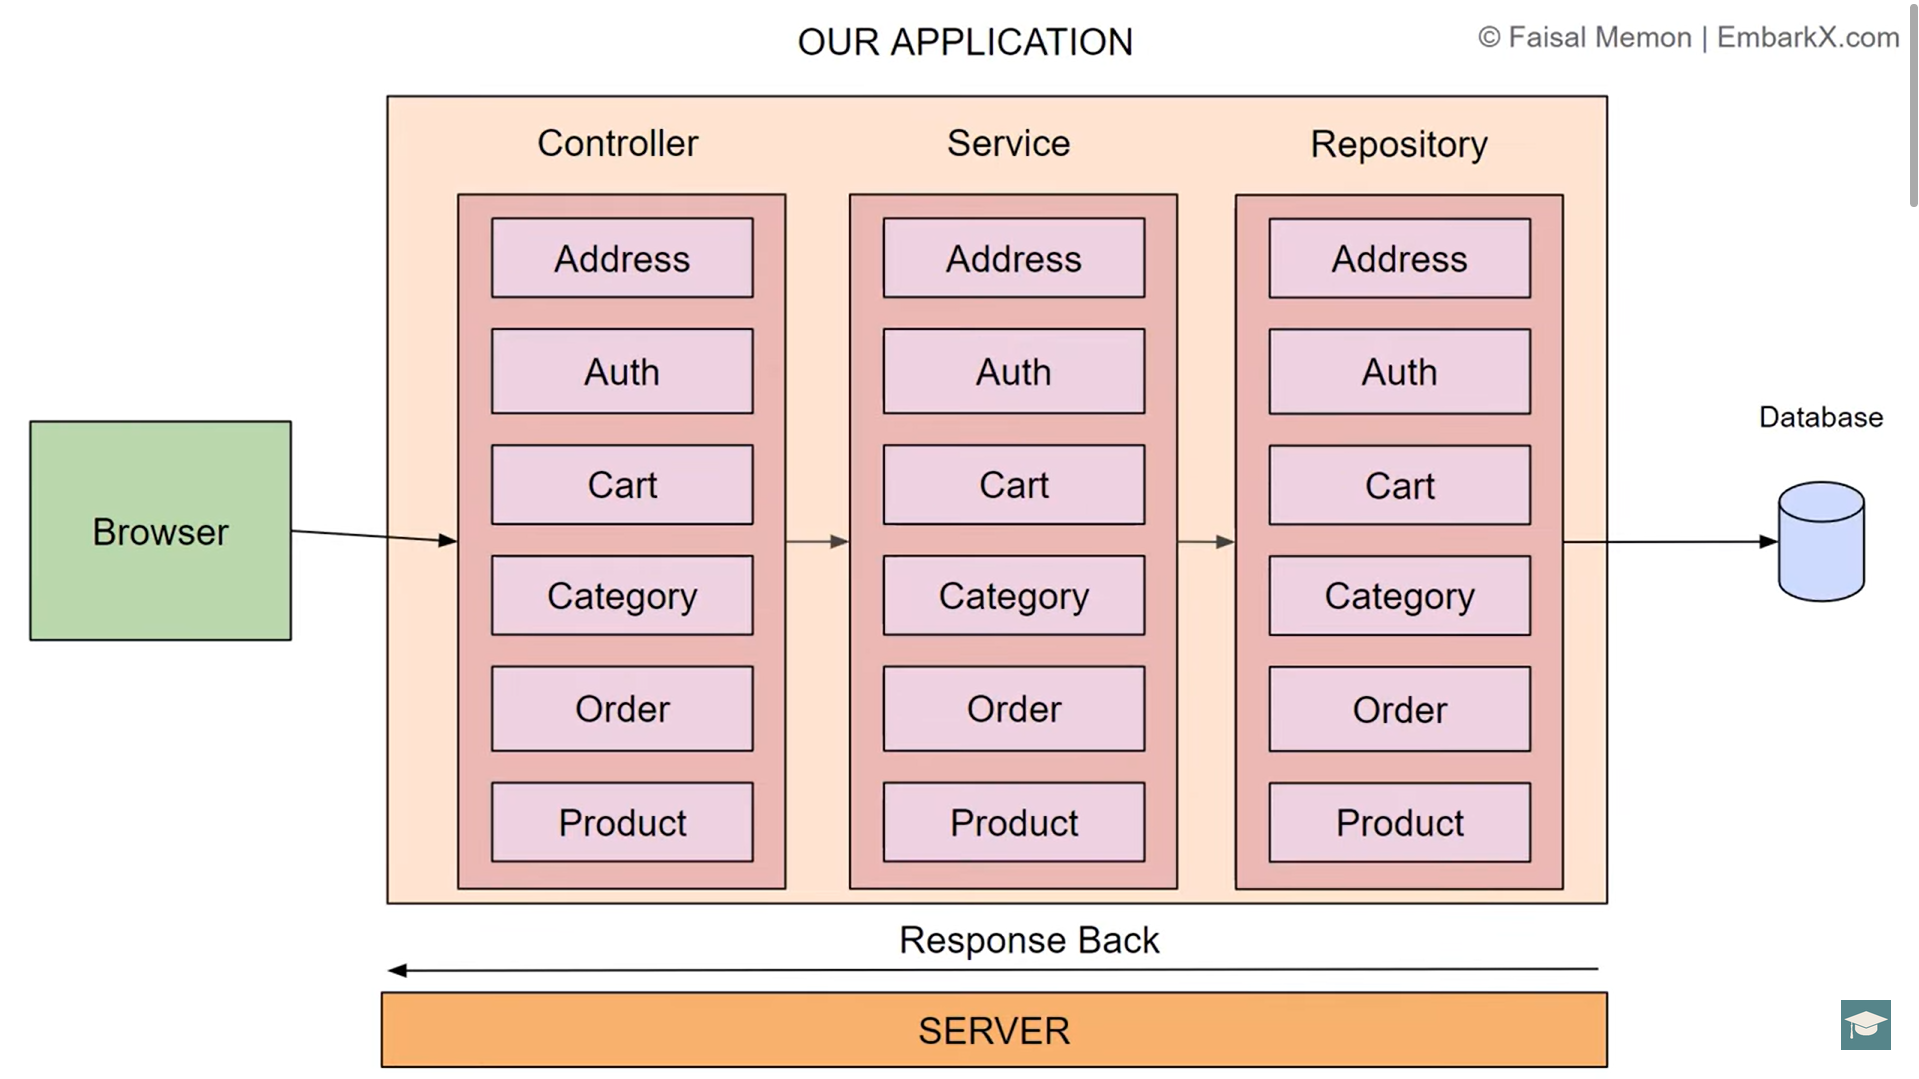 OUR APPLICATION
© Faisal Memon | EmbarkX.com
Controller
Service
Repository
Address
Address
Address
Auth
Auth
Auth
Database
Cart
Cart
Cart
Browser
Category
Category
Category
Order
Order
Order
Product
Product
Product
Response Back
SERVER